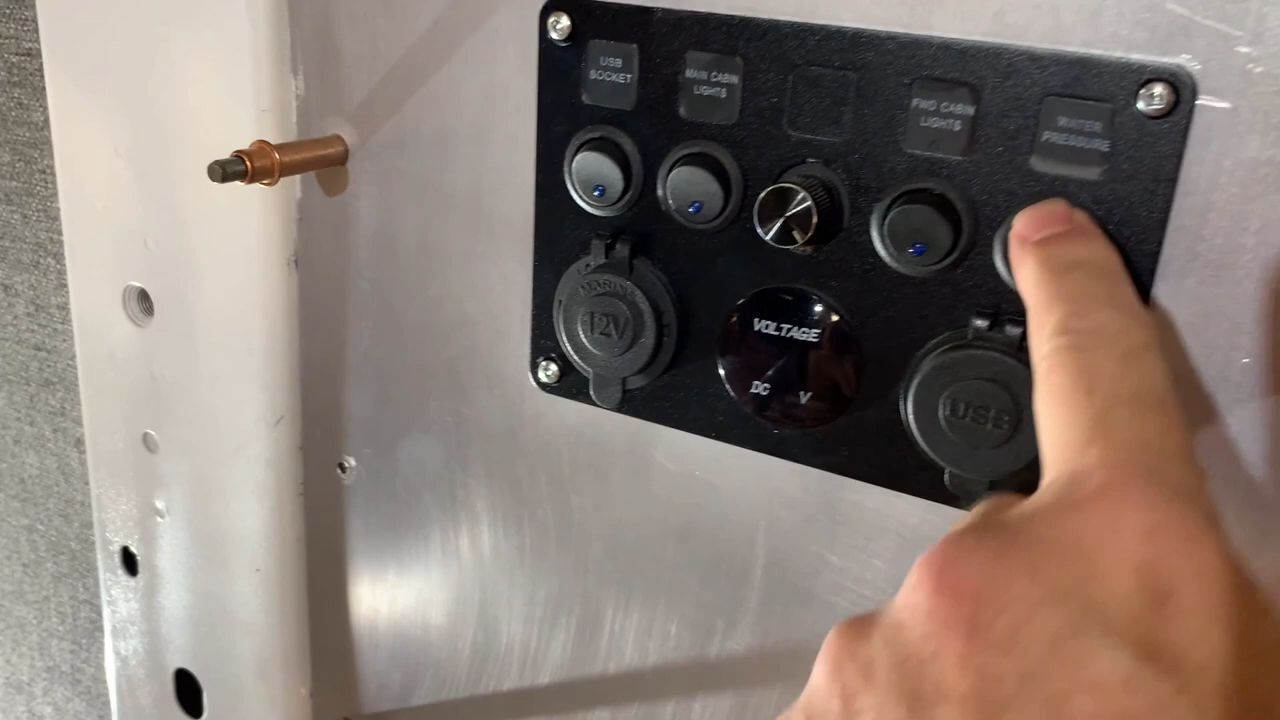 USB
SOCKET
MAIN CABIN
LIGHTS
FWD CABIN
LIGHTS
WATER
PRESSURE
MARINE
12V
VOLTAGE
DC V
USB